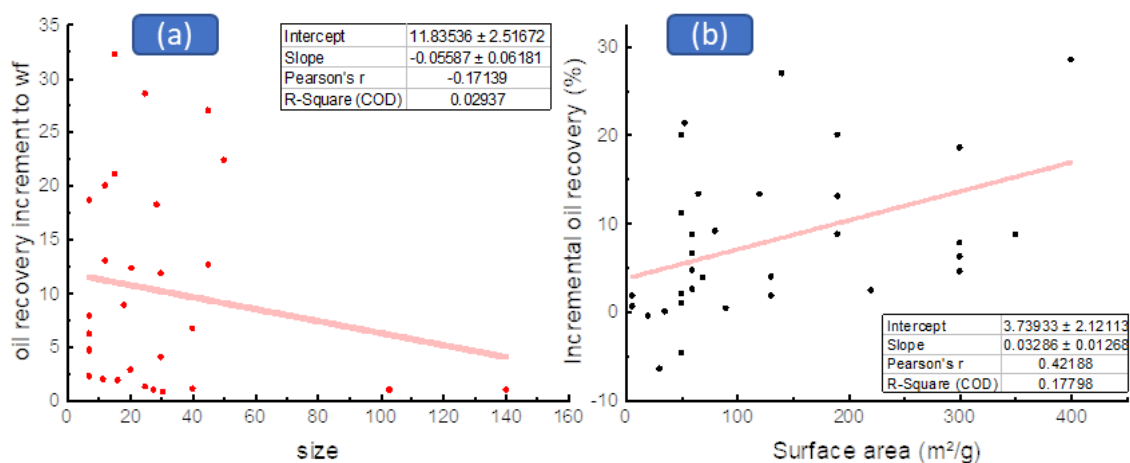 (a)
35
30
25
20
15
10
5
0
oil recovery increment to wf
Intercept 11.83536 ± 2.51672
Slope -0.05587 ± 0.06181
Pearson's r -0.17139
R-Square (COD) 0.02937
0 20 40 60 80 100 120 140 160
size
(b)
30
20
10
0
-10
Incremental oil recovery (%)
Intercept 3.73933 ± 2.12113
Slope 0.03286 ± 0.01268
Pearson's r 0.42188
R-Square (COD) 0.17798
0 100 200 300 400
Surface area (m²/g)